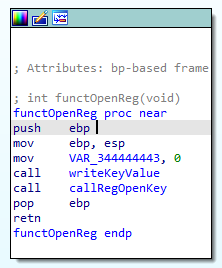 ; Attributes: bp-based frame
; int functOpenReg(void)
functOpenReg proc near
push    ebp
mov     ebp, esp
mov     VAR_344444443, 0
call    writeKeyValue
call    callRegOpenKey
pop     ebp
retn
functOpenReg endp